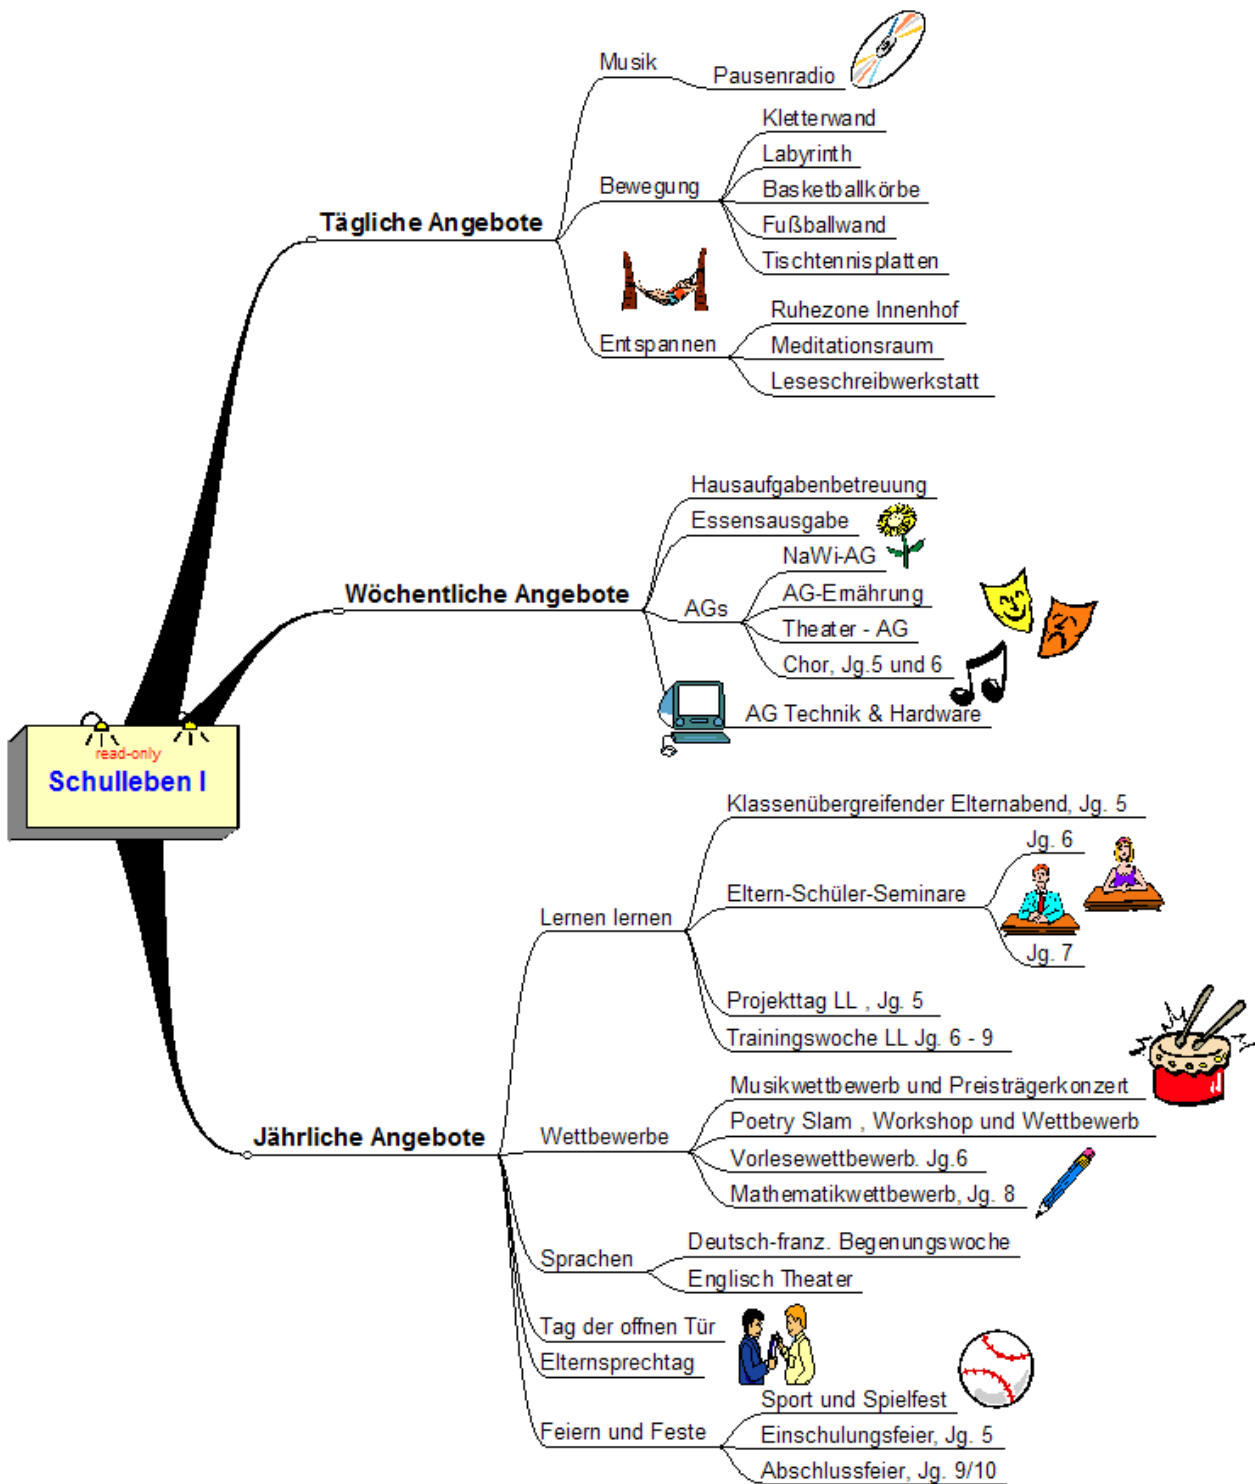 Musik
Pausenradio
Kletterwand
Labyrinth
Bewegung
Basketballkörbe
Fußballwand
Tischtennisplatten
Tägliche Angebote
Ruhezone Innenhof
Entspannen
Meditationsraum
Leseschreibwerkstatt
Hausaufgabenbetreuung
Essensausgabe
NaWi-AG
Wöchentliche Angebote
AGs
AG-Ernährung
Theater - AG
Chor, Jg.5 und 6
AG Technik & Hardware
read-only
Schulleben I
Klassenübergreifender Elternabend, Jg. 5
Jg. 6
Eltern-Schüler-Seminare
Jg. 7
Lernen lernen
Projekttag LL , Jg. 5
Trainingswoche LL Jg. 6 - 9
Musikwettbewerb und Preisträgerkonzert
Jährliche Angebote
Wettbewerbe
Poetry Slam , Workshop und Wettbewerb
Vorlesewettbewerb. Jg.6
Mathematikwettbewerb, Jg. 8
Deutsch-franz. Begenungswoche
Sprachen
Englisch Theater
Tag der offnen Tür
Elternsprechtag
Sport und Spielfest
Feiern und Feste
Einschulungsfeier, Jg. 5
Abschlussfeier, Jg. 9/10